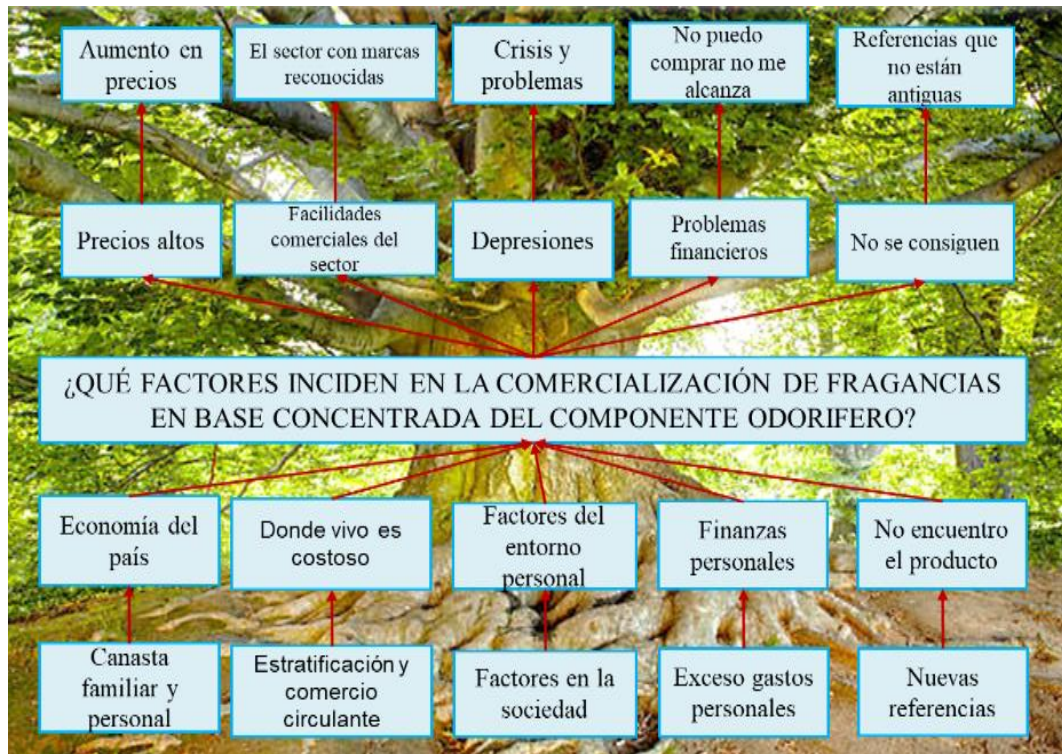 Aumento en
precios
El sector con marcas
reconocidas
Crisis y
problemas
No puedo
comprar no me
alcanza
Referencias que
no están
antiguas
Precios altos
Facilidades
comerciales del
sector
Depresiones
Problemas
financieros
No se consiguen
¿QUÉ FACTORES INCIDEN EN LA COMERCIALIZACIÓN DE FRAGANCIAS
EN BASE CONCENTRADA DEL COMPONENTE ODORIFERO?
Economía del
país
Donde vivo es
costoso
Factores del
entorno
personal
Finanzas
personales
No encuentro
el producto
Canasta
familiar y
personal
Estratificación y
comercio
circulante
Factores en la
sociedad
Exceso gastos
personales
Nuevas
referencias